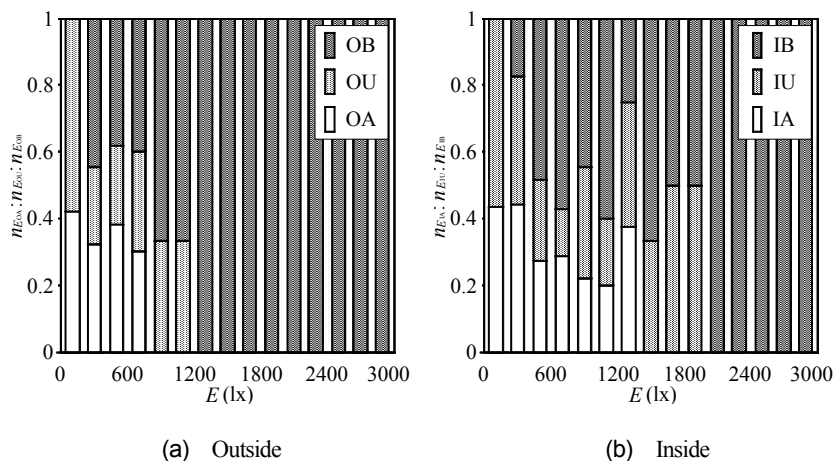 1
0.8
0.6
0.4
0.2
0
n_EOA : n_EOU : n_EOB
OB
OU
OA
0 600 1200 1800 2400 3000
E (lx)
(a) Outside
1
0.8
0.6
0.4
0.2
0
n_EIA : n_EIU : n_EIB
IB
IU
IA
0 600 1200 1800 2400 3000
E (lx)
(b) Inside